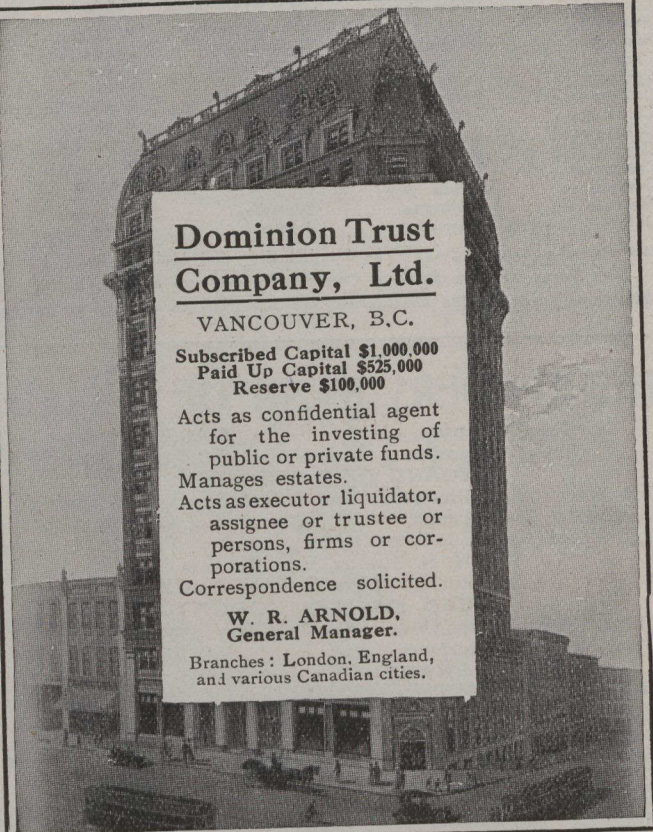 Dominion Trust
Company, Ltd.
VANCOUVER, B.C.
Subscribed Capital $1,000,000
Paid Up Capital $525,000
Reserve $100,000
Acts as confidential agent
for the investing of
public or private funds.
Manages estates.
Acts as executor liquidator,
assignee or trustee or
persons, firms or cor-
porations.
Correspondence solicited.
W. R. ARNOLD,
General Manager.
Branches: London, England,
and various Canadian cities.